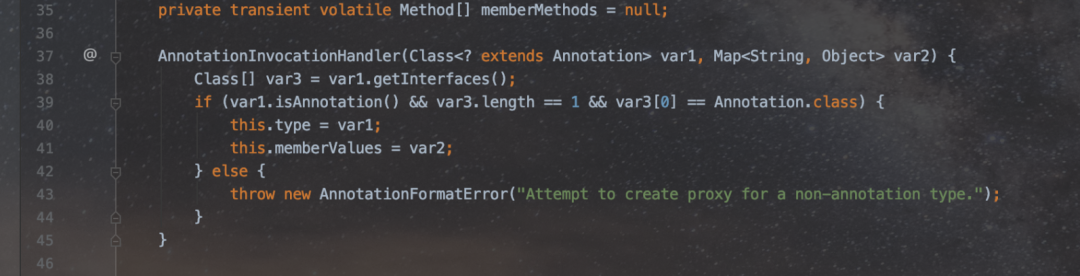 35 private transient volatile Method[] memberMethods = null;
36
37 @ AnnotationInvocationHandler(Class<? extends Annotation> var1, Map<String, Object> var2) {
38 Class[] var3 = var1.getInterfaces();
39 if (var1.isAnnotation() && var3.length == 1 && var3[0] == Annotation.class) {
40 this.type = var1;
41 this.memberValues = var2;
42 } else {
43 throw new AnnotationFormatError("Attempt to create proxy for a non-annotation type.");
44 }
45 }
46